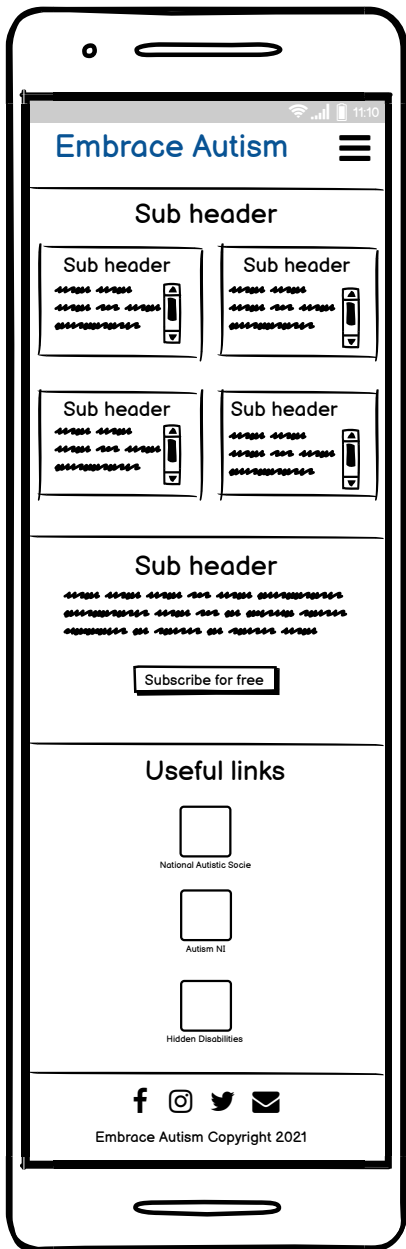 11:10
Embrace Autism
Sub header
Sub header Sub header
Sub header Sub header
Sub header
Subscribe for free
Useful links
National Autistic Socie
Autism NI
Hidden Disabilities
Embrace Autism Copyright 2021